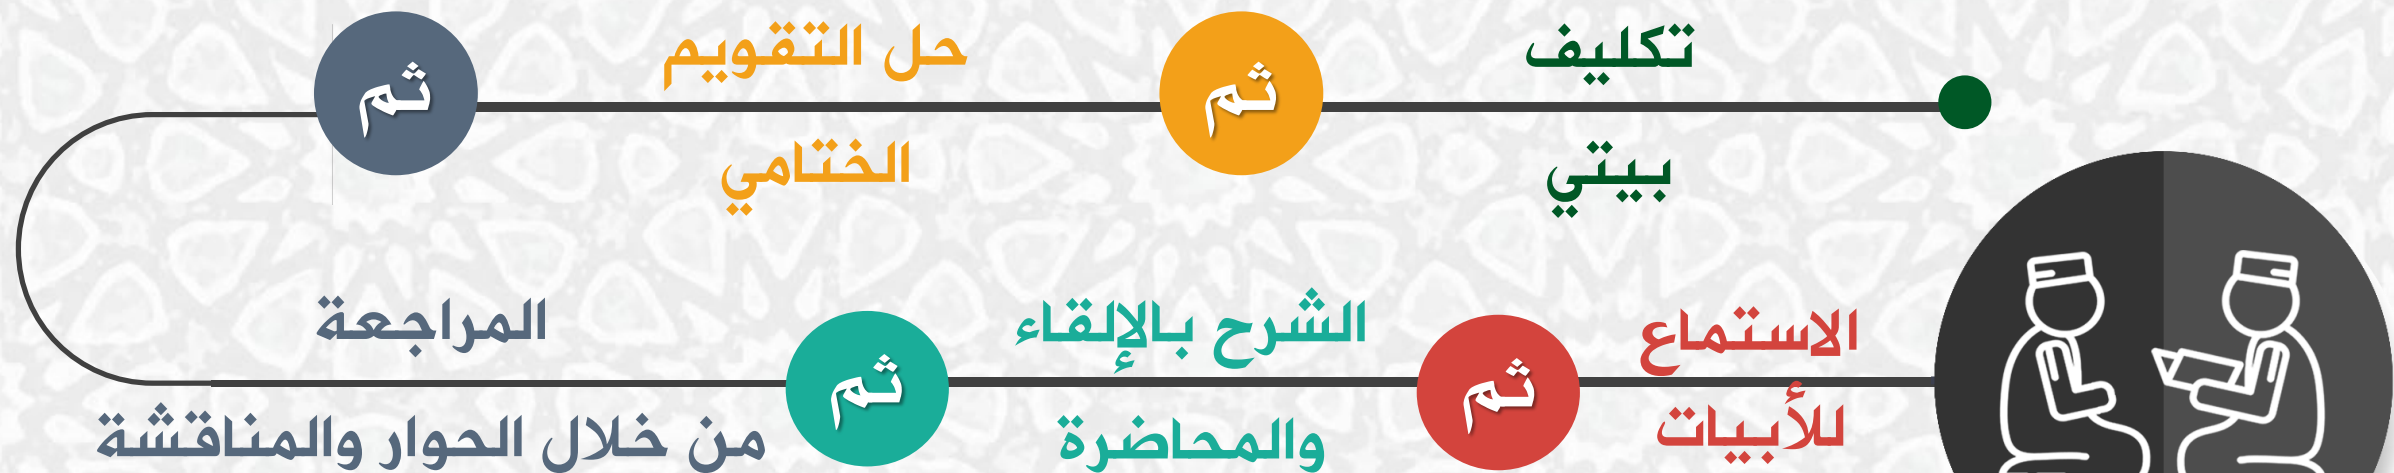 تكليف
بيتي
ثم
حل التقويم
الختامي
ثم
الاستماع
للأبيات
ثم
الشرح بالإلقاء
والمحاضرة
ثم
المراجعة
من خلال الحوار والمناقشة